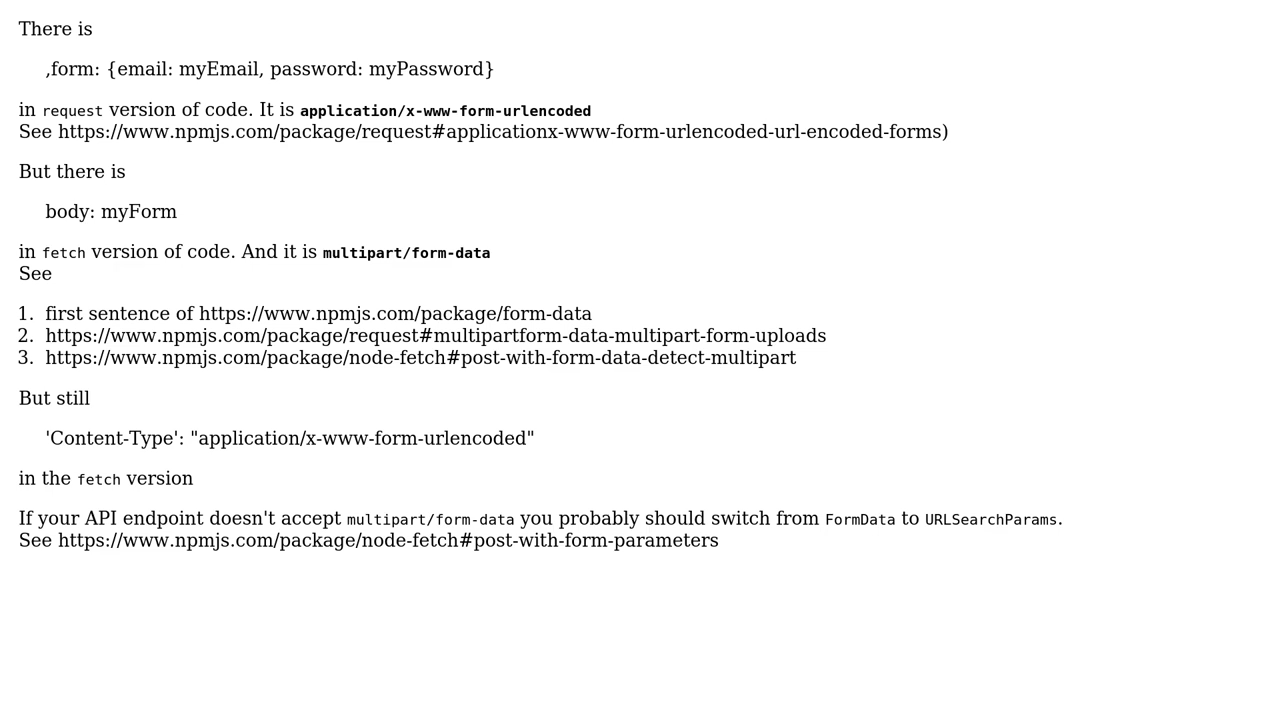 There is
,form: {email: myEmail, password: myPassword}
in request version of code. It is application/x-www-form-urlencoded
See https://www.npmjs.com/package/request#applicationx-www-form-urlencoded-url-encoded-forms)
But there is
body: myForm
in fetch version of code. And it is multipart/form-data
See
1. first sentence of https://www.npmjs.com/package/form-data
2. https://www.npmjs.com/package/request#multipartform-data-multipart-form-uploads
3. https://www.npmjs.com/package/node-fetch#post-with-form-data-detect-multipart
But still
'Content-Type': "application/x-www-form-urlencoded"
in the fetch version
If your API endpoint doesn't accept multipart/form-data you probably should switch from FormData to URLSearchParams.
See https://www.npmjs.com/package/node-fetch#post-with-form-parameters